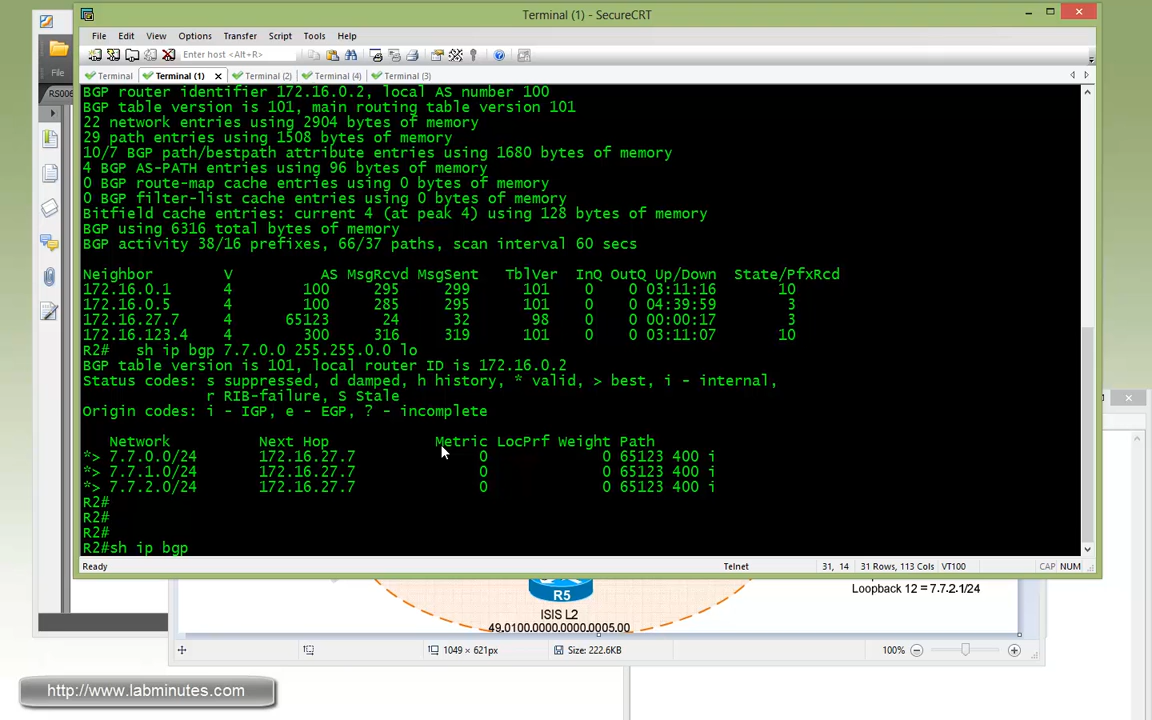 Terminal (1) - SecureCRT
File Edit View Options Transfer Script Tools Help
Enter host <Alt+R>
File
Terminal Terminal (1) Terminal (2) Terminal (4) Terminal (3)
RS006
BGP router identifier 172.16.0.2, local AS number 100
BGP table version is 101, main routing table version 101
22 network entries using 2904 bytes of memory
29 path entries using 1508 bytes of memory
10/7 BGP path/bestpath attribute entries using 1680 bytes of memory
4 BGP AS-PATH entries using 96 bytes of memory
0 BGP route-map cache entries using 0 bytes of memory
0 BGP filter-list cache entries using 0 bytes of memory
Bitfield cache entries: current 4 (at peak 4) using 128 bytes of memory
BGP using 6316 total bytes of memory
BGP activity 38/16 prefixes, 66/37 paths, scan interval 60 secs
Neighbor V AS MsgRcvd MsgSent TblVer InQ OutQ Up/Down State/PfxRcd
172.16.0.1 4 100 295 299 101 0 0 03:11:16 10
172.16.0.5 4 100 285 295 101 0 0 04:39:59 3
172.16.27.7 4 65123 24 32 98 0 0 00:00:17 3
172.16.123.4 4 300 316 319 101 0 0 03:11:07 10
R2# sh ip bgp 7.7.0.0 255.255.0.0 lo
BGP table version is 101, local router ID is 172.16.0.2
Status codes: s suppressed, d damped, h history, * valid, > best, i - internal,
r RIB-failure, S Stale
Origin codes: i - IGP, e - EGP, ? - incomplete
Network Next Hop Metric LocPrf Weight Path
*> 7.7.0.0/24 172.16.27.7 0 0 65123 400 i
*> 7.7.1.0/24 172.16.27.7 0 0 65123 400 i
*> 7.7.2.0/24 172.16.27.7 0 0 65123 400 i
R2#
R2#
R2#
R2#sh ip bgp
Ready Telnet 31, 14 31 Rows, 113 Cols VT100 CAP NUM
Loopback 12 = 7.7.2.1/24
R5
ISIS L2
49.0100.0000.0000.0005.00
1049 × 621px Size: 222.6KB 100%
http://www.labminutes.com